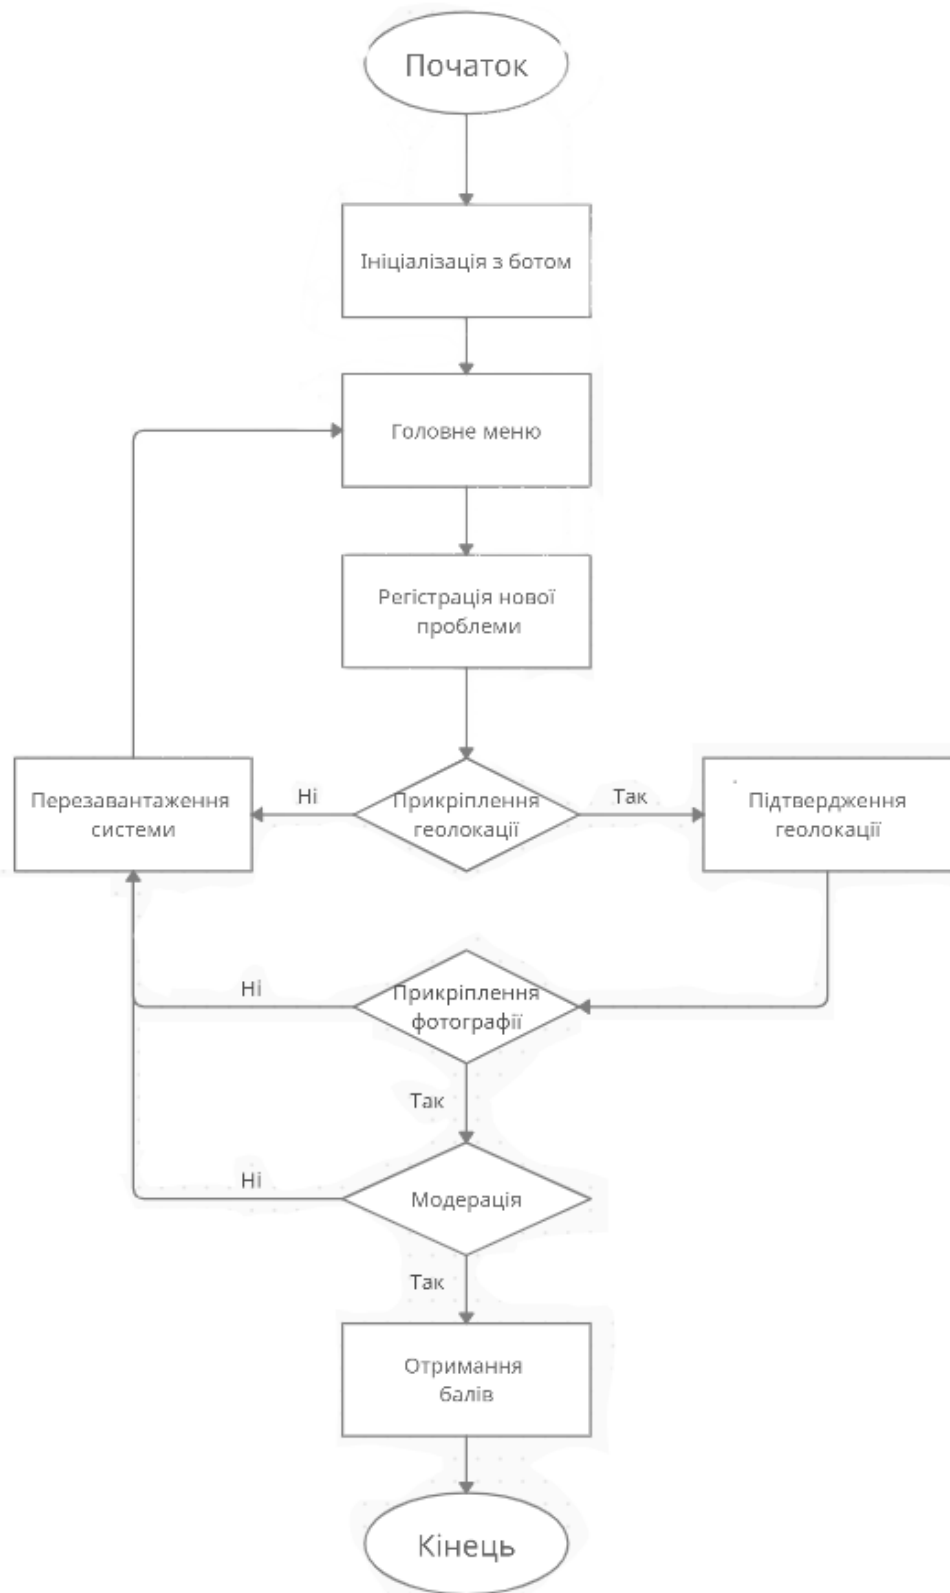 Початок
Ініціалізація з ботом
Головне меню
Регістрація нової
проблеми
Перезавантаження
системи
Ні
Прикріплення
геолокації
Так
Підтвердження
геолокації
Ні
Прикріплення
фотографії
Так
Ні
Модерація
Так
Отримання
балів
Кінець